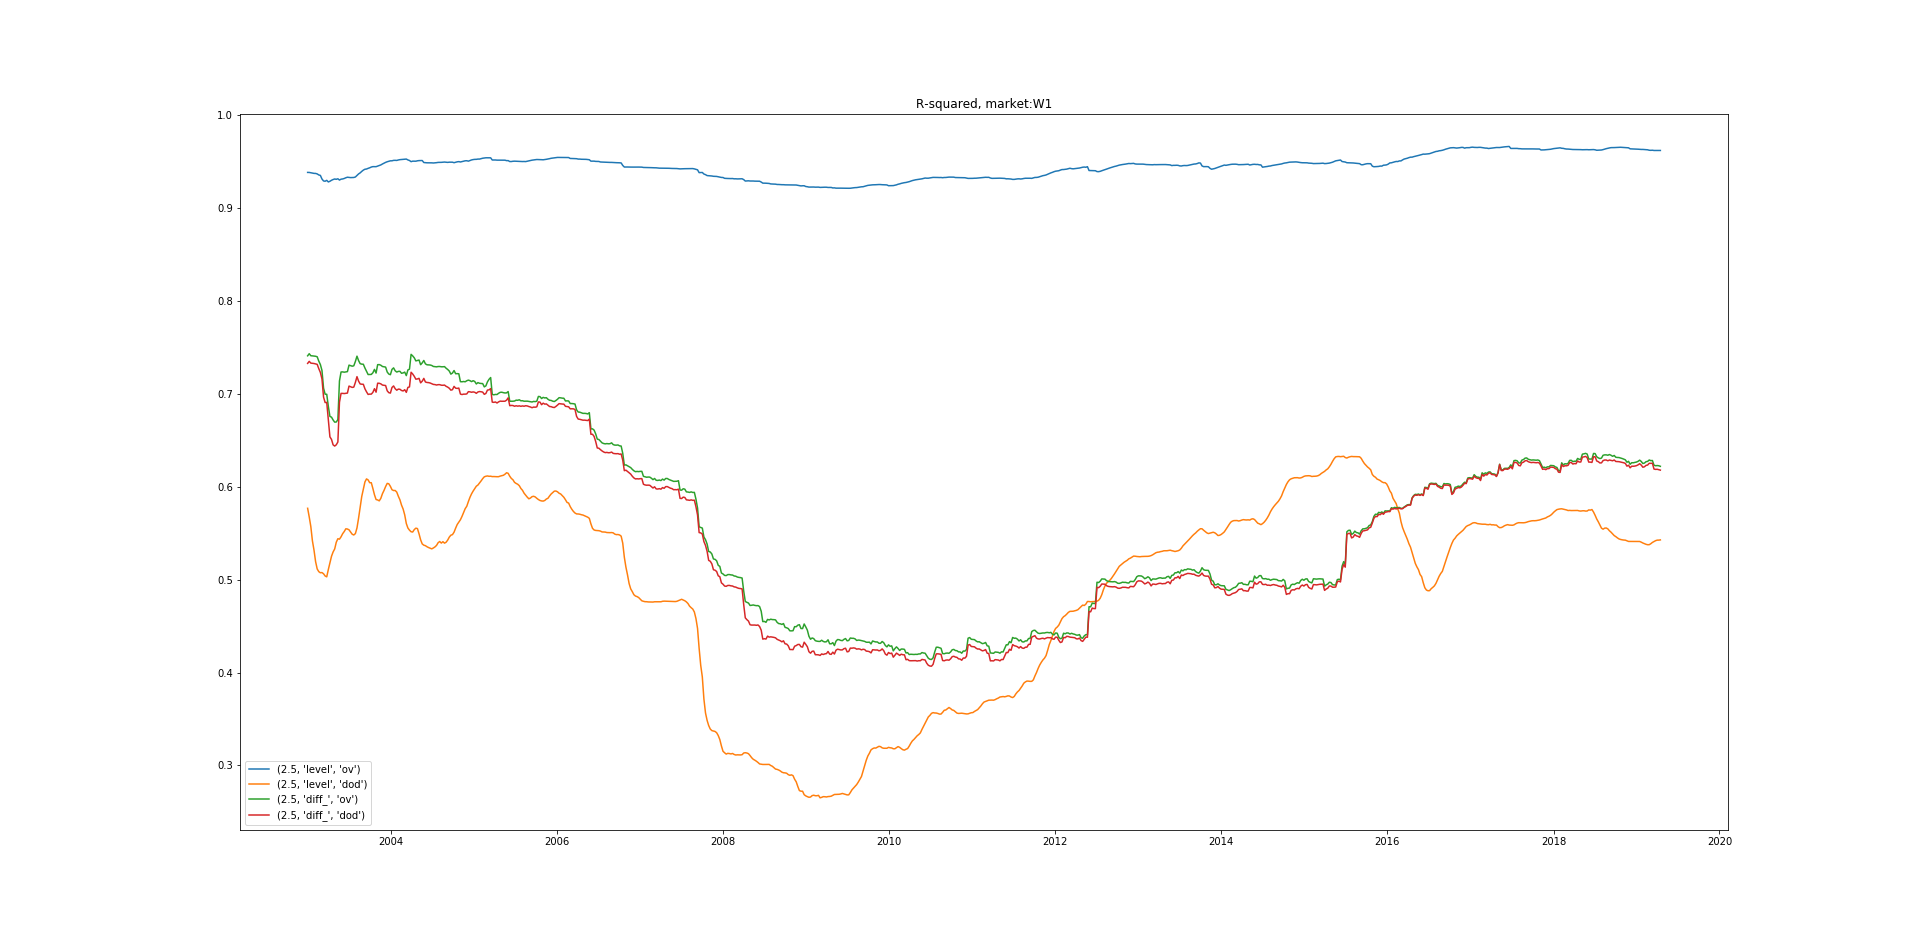 R-squared, market:W1
1.0
0.9
0.8
0.7
0.6
0.5
0.4
0.3
(2.5, 'level', 'ov')
(2.5, 'level', 'dod')
(2.5, 'diff_', 'ov')
(2.5, 'diff_', 'dod')
2004 2006 2008 2010 2012 2014 2016 2018 2020